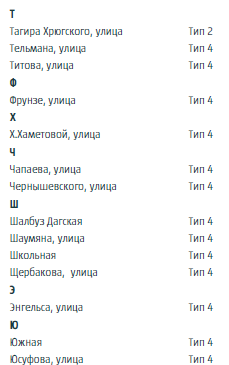 Т
Тагира Хрюгского, улица Тип 2
Тельмана, улица Тип 4
Титова, улица Тип 4
Ф
Фрунзе, улица Тип 4
Х
Х.Хаметовой, улица Тип 4
Ч
Чапаева, улица Тип 4
Чернышевского, улица Тип 4
Ш
Шалбуз Дагская Тип 4
Шаумяна, улица Тип 4
Школьная Тип 4
Щербакова, улица Тип 4
Э
Энгельса, улица Тип 4
Ю
Южная Тип 4
Юсуфова, улица Тип 4